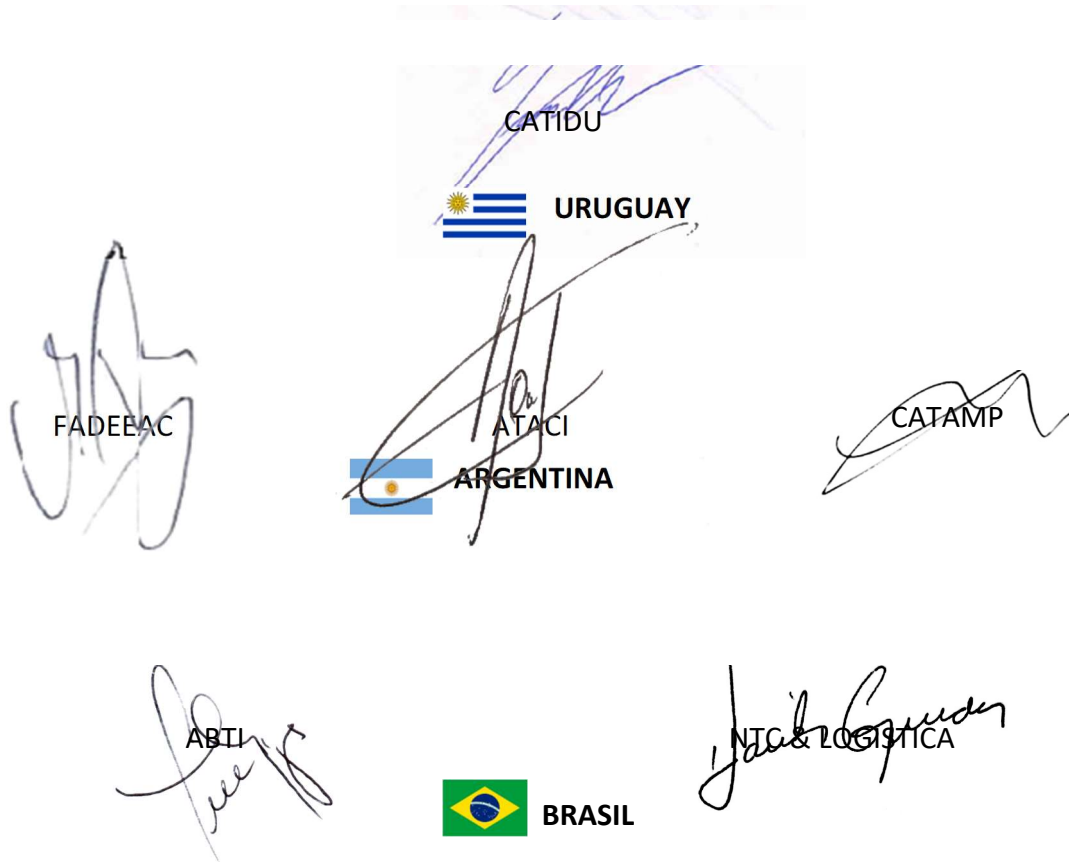 CATIDU
URUGUAY
FADEEAC ATACI CATAMP
ARGENTINA
ABTI NTC & LOGISTICA
BRASIL